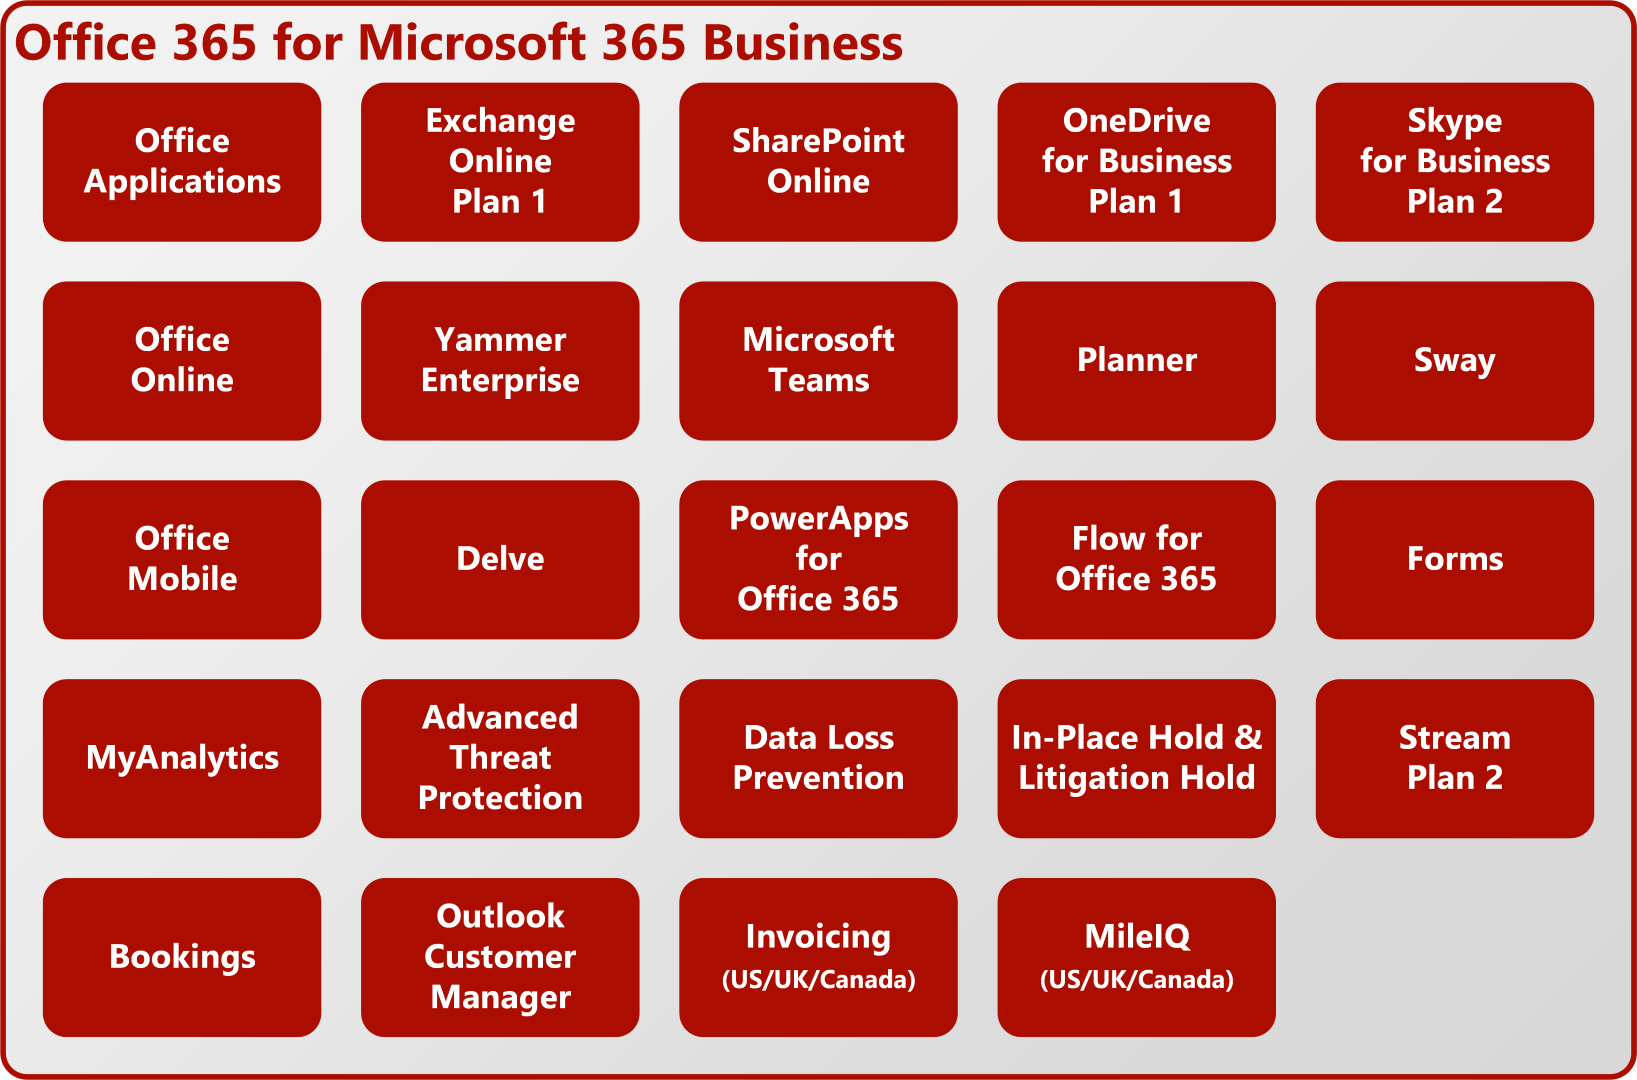 Office 365 for Microsoft 365 Business
Office
Applications
Exchange
Online
Plan 1
SharePoint
Online
OneDrive
for Business
Plan 1
Skype
for Business
Plan 2
Office
Online
Yammer
Enterprise
Microsoft
Teams
Planner
Sway
Office
Mobile
Delve
PowerApps
for
Office 365
Flow for
Office 365
Forms
MyAnalytics
Advanced
Threat
Protection
Data Loss
Prevention
In-Place Hold &
Litigation Hold
Stream
Plan 2
Bookings
Outlook
Customer
Manager
Invoicing
(US/UK/Canada)
MileIQ
(US/UK/Canada)